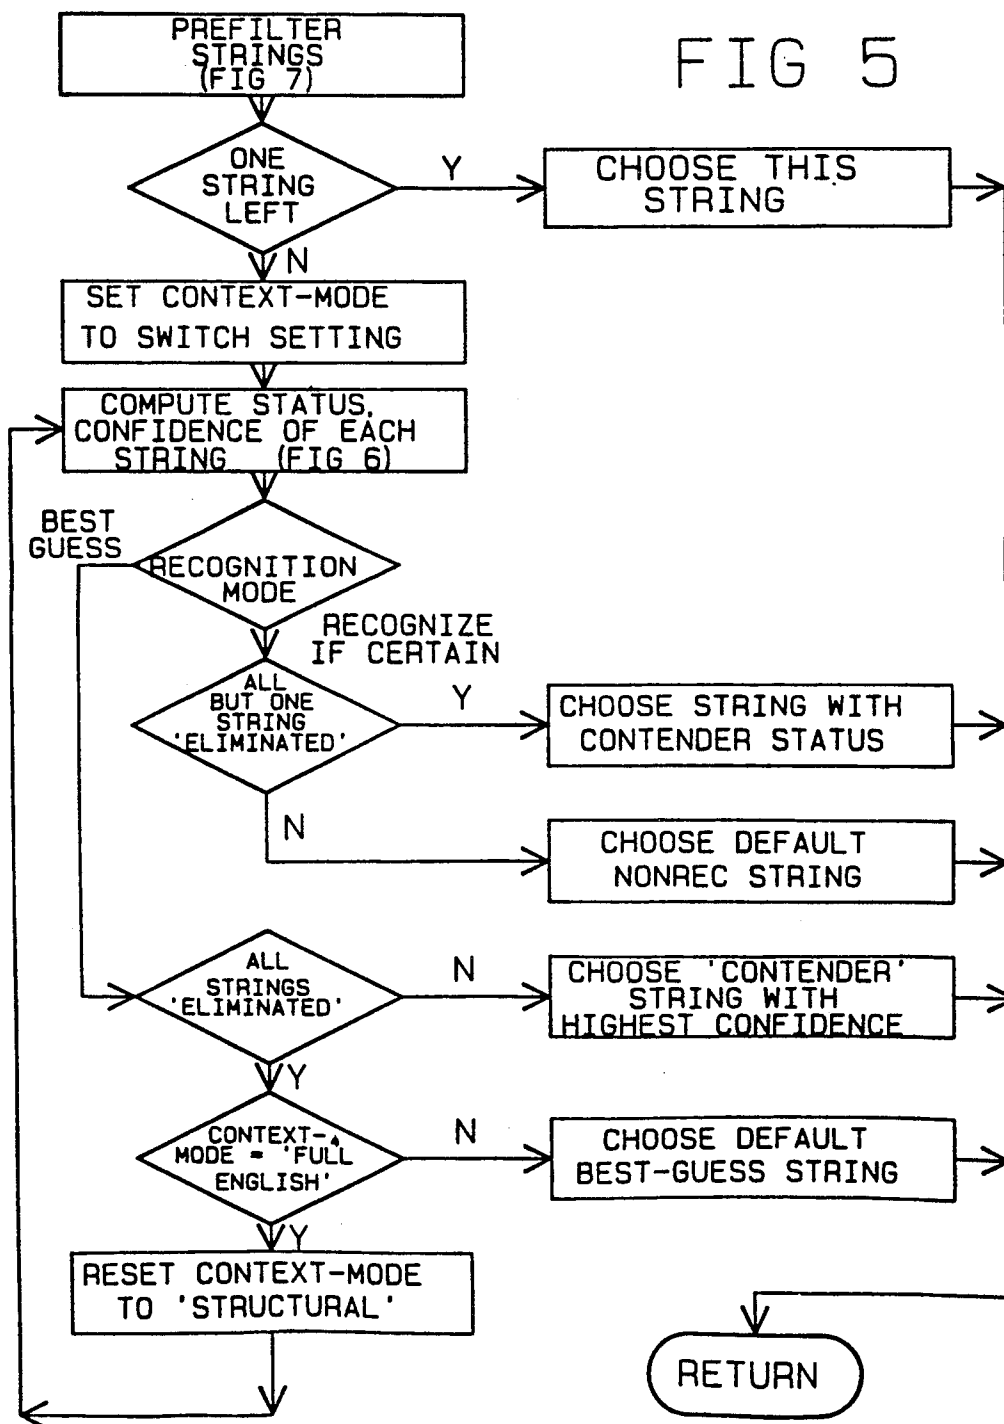 PREFILTER
STRINGS
(FIG 7)
FIG 5
ONE
STRING
LEFT
Y
CHOOSE THIS
STRING
N
SET CONTEXT-MODE
TO SWITCH SETTING
COMPUTE STATUS,
CONFIDENCE OF EACH
STRING (FIG 6)
BEST
GUESS
RECOGNITION
MODE
RECOGNIZE
IF CERTAIN
ALL
BUT ONE
STRING
'ELIMINATED'
Y
CHOOSE STRING WITH
CONTENDER STATUS
N
CHOOSE DEFAULT
NONREC STRING
ALL
STRINGS
'ELIMINATED'
N
CHOOSE 'CONTENDER'
STRING WITH
HIGHEST CONFIDENCE
Y
CONTEXT-
MODE = 'FULL
ENGLISH'
N
CHOOSE DEFAULT
BEST-GUESS STRING
Y
RESET CONTEXT-MODE
TO 'STRUCTURAL'
RETURN